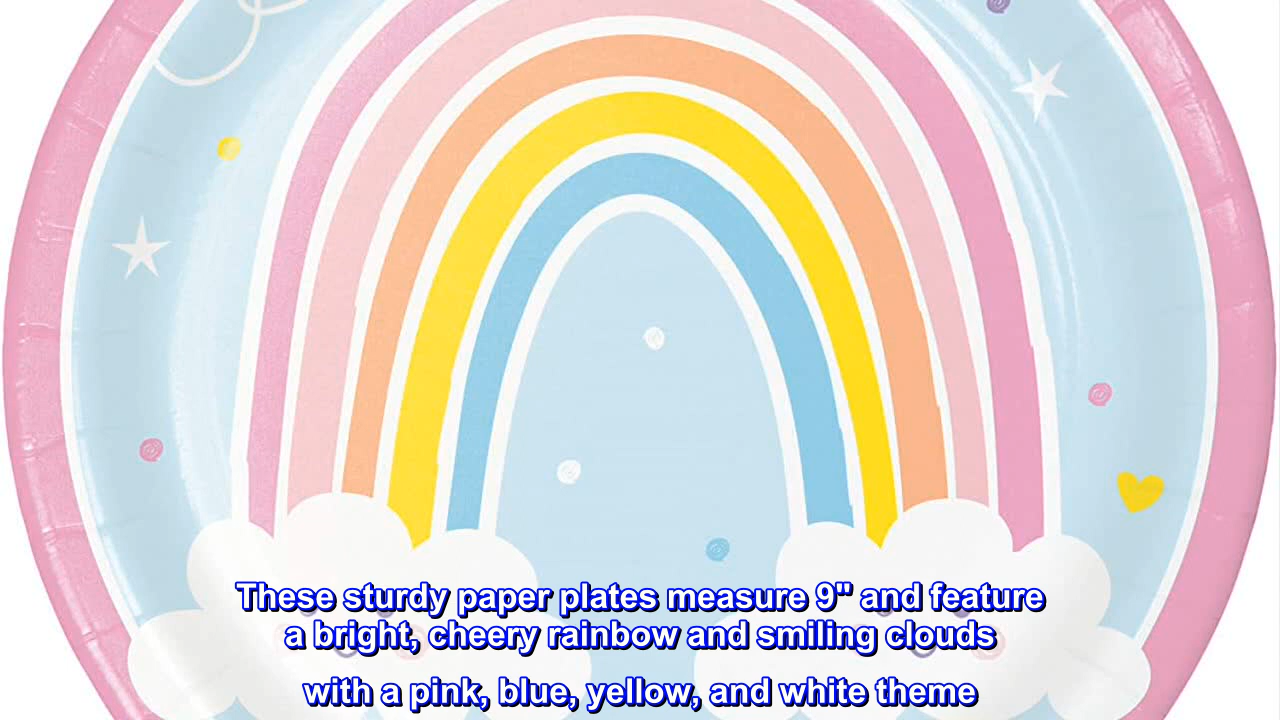 These sturdy paper plates measure 9" and feature
a bright, cheery rainbow and smiling clouds
with a pink, blue, yellow, and white theme